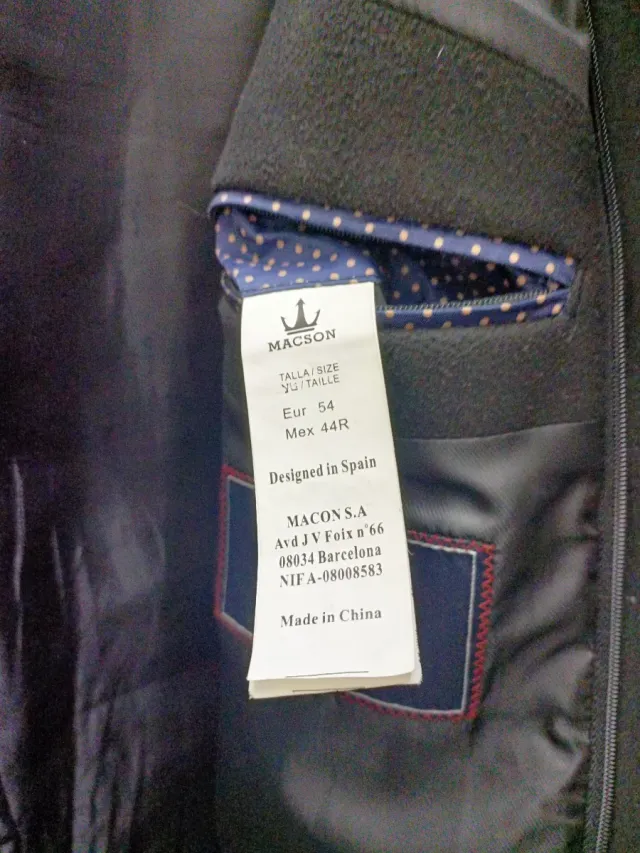 MACSON
TALLA / SIZE
/ TAILLE
Eur 54
Mex 44R
Designed in Spain
MACON S.A
Avd J V Foix n°66
08034 Barcelona
NIF A-08008583
Made in China